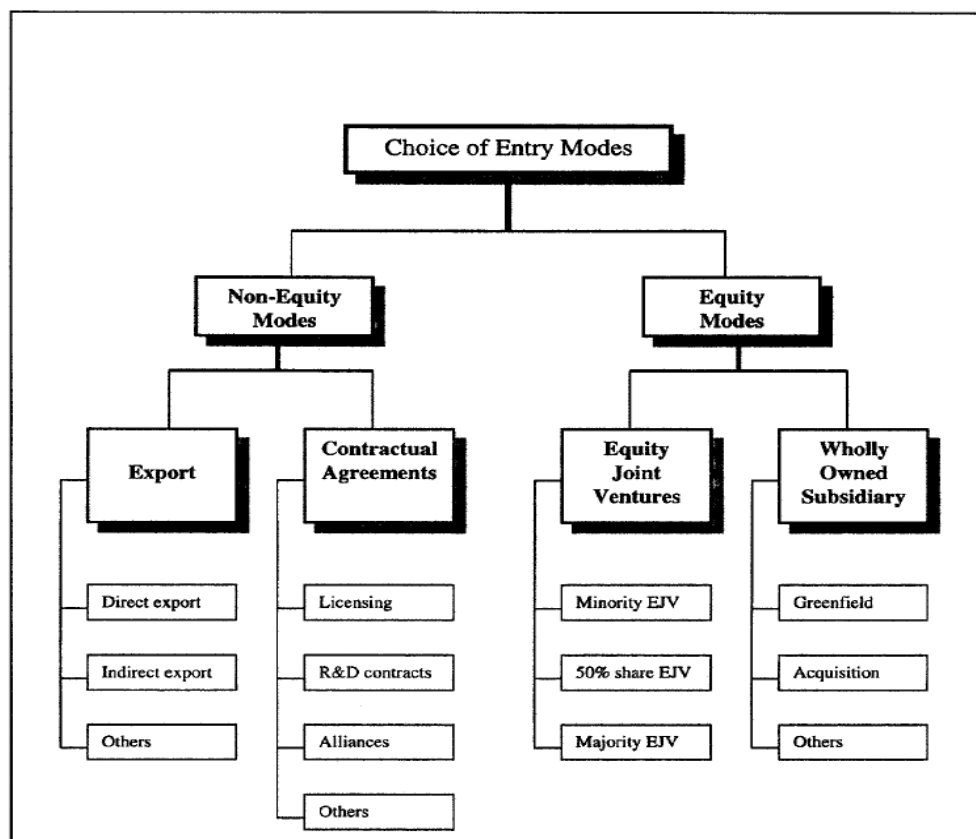 Choice of Entry Modes
Non-Equity
Modes
Equity
Modes
Export
Contractual
Agreements
Equity
Joint
Ventures
Wholly
Owned
Subsidiary
Direct export
Indirect export
Others
Licensing
R&D contracts
Alliances
Others
Minority EJV
50% share EJV
Majority EJV
Greenfield
Acquisition
Others